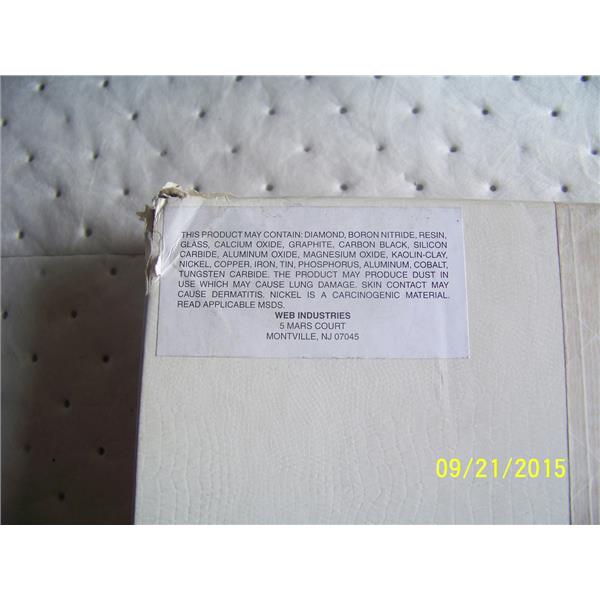 THIS PRODUCT MAY CONTAIN: DIAMOND, BORON NITRIDE, RESIN,
GLASS, CALCIUM OXIDE, GRAPHITE, CARBON BLACK, SILICON
CARBIDE, ALUMINUM OXIDE, MAGNESIUM OXIDE, KAOLIN-CLAY,
NICKEL, COPPER, IRON, TIN, PHOSPHORUS, ALUMINUM, COBALT,
TUNGSTEN CARBIDE. THE PRODUCT MAY PRODUCE DUST IN
USE WHICH MAY CAUSE LUNG DAMAGE. SKIN CONTACT MAY
CAUSE DERMATITIS. NICKEL IS A CARCINOGENIC MATERIAL.
READ APPLICABLE MSDS.
WEB INDUSTRIES
5 MARS COURT
MONTVILLE, NJ 07045
09/21/2015